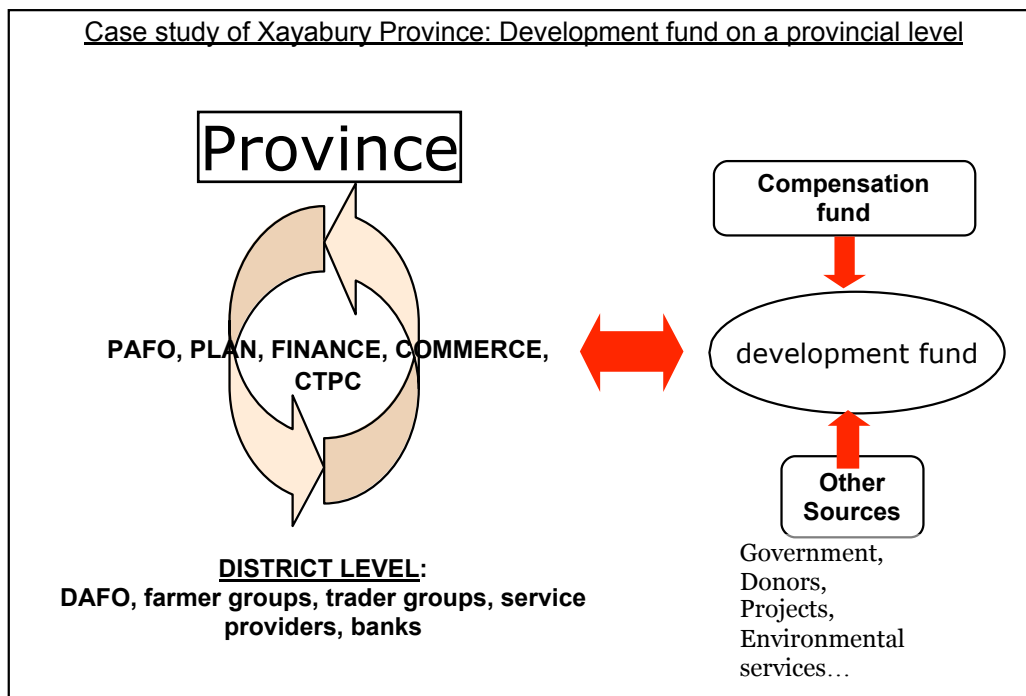 Case study of Xayabury Province: Development fund on a provincial level
Province
PAFO, PLAN, FINANCE, COMMERCE,
CTPC
DISTRICT LEVEL:
DAFO, farmer groups, trader groups, service
providers, banks
Compensation
fund
development fund
Other
Sources
Government,
Donors,
Projects,
Environmental
services…